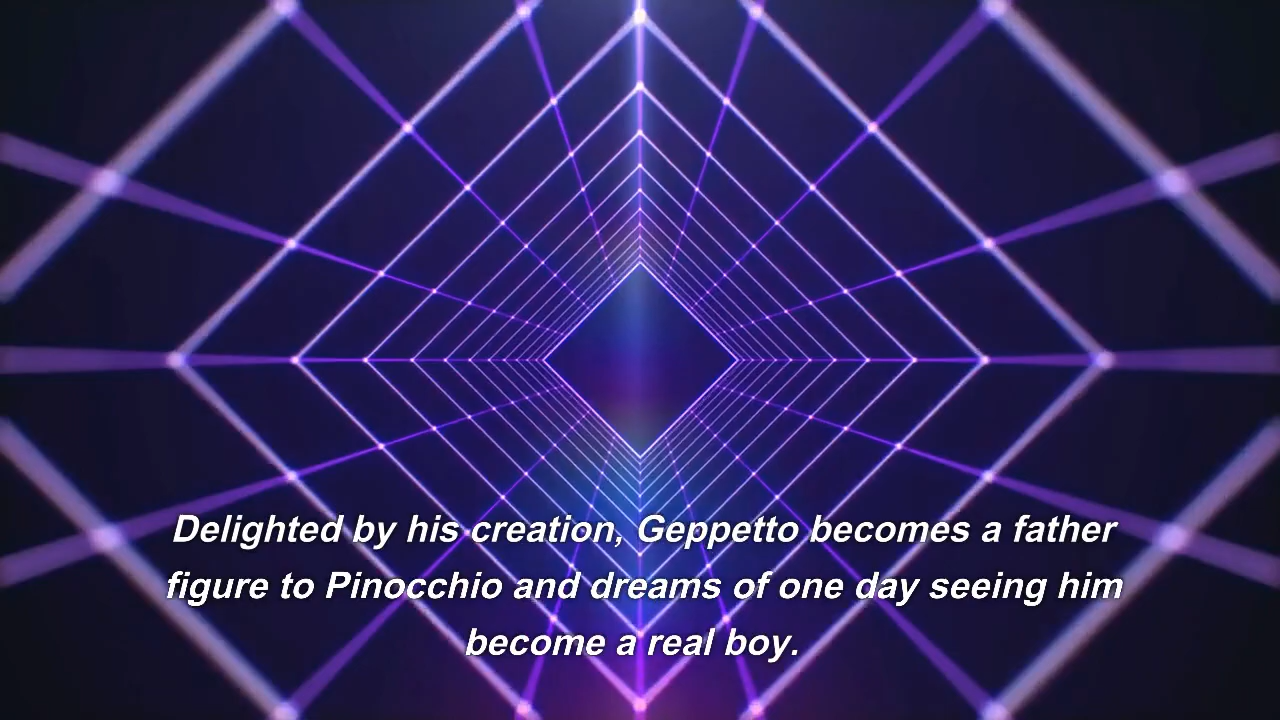 Delighted by his creation, Geppetto becomes a father
figure to Pinocchio and dreams of one day seeing him
become a real boy.